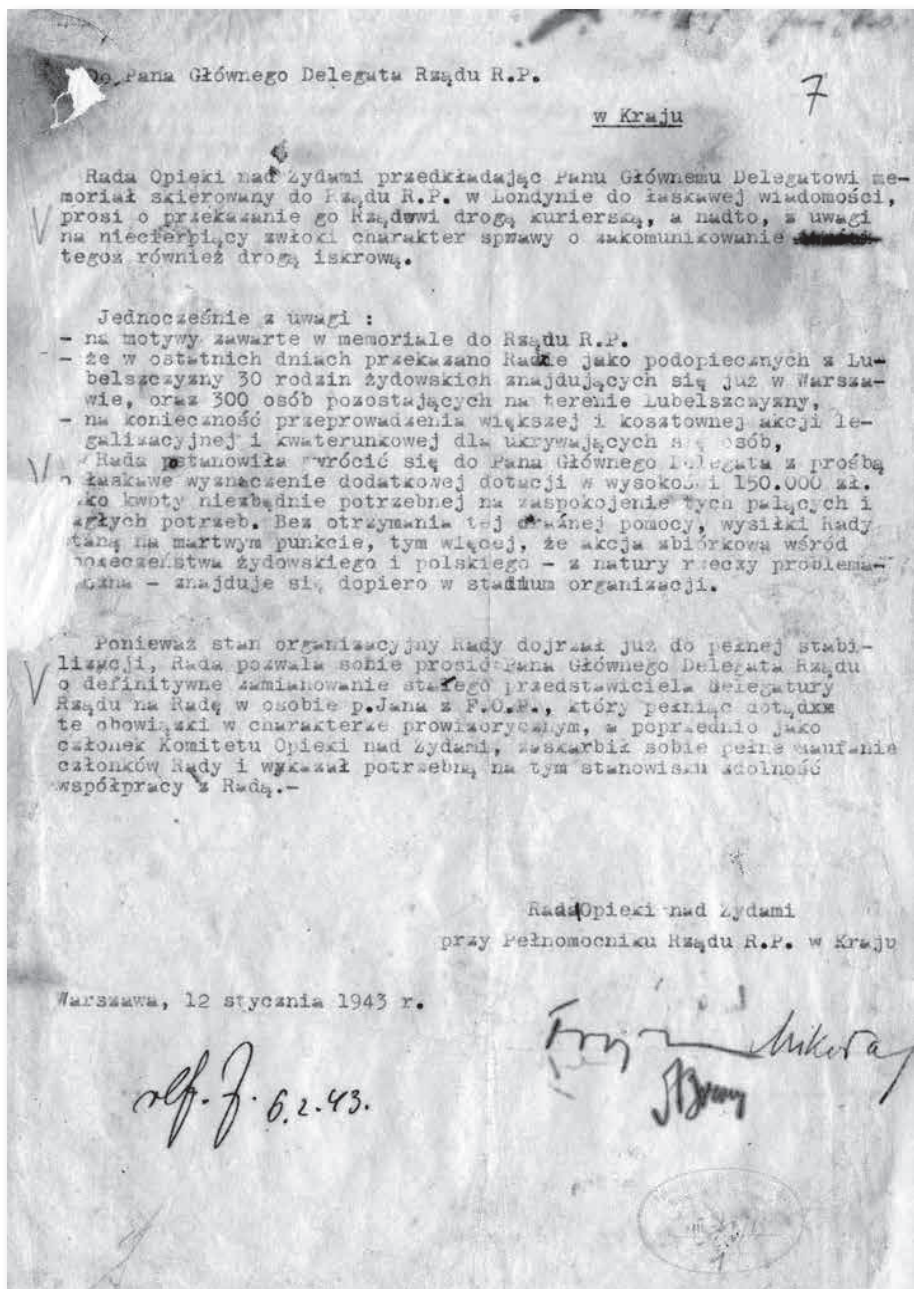 Do Pana Głównego Delegata Rządu R.P.
7
w Kraju
Rada Opieki nad Żydami przedkładając Panu Głównemu Delegatowi me-
moriał skierowany do Rządu R.P. w Londynie do łaskawej wiadomości,
prosi o przekazanie go Rządowi drogą kurierską, a nadto, z uwagi
na niecierpiący zwłoki charakter sprawy o zakomunikowanie
tegoż również drogą iskrową.
Jednocześnie z uwagi :
- na motywy zawarte w memoriale do Rządu R.P.
- że w ostatnich dniach przekazano Radzie jako podopiecznych z Lu-
belszczyzny 30 rodzin żydowskich znajdujących się już w Warsza-
wie, oraz 300 osób pozostających na terenie Lubelszczyzny,
- na konieczność przeprowadzenia większej i kosztownej akcji le-
galizacyjnej i kwaterunkowej dla ukrywających się osób,
Rada postanowiła zwrócić się do Pana Głównego Delegata z prośbą
o łaskawe wyznaczenie dodatkowej dotacji w wysokości 150.000 zł.
jako kwoty niezbędnie potrzebnej na zaspokojenie tych palących i
nagłych potrzeb. Bez otrzymania tej doraźnej pomocy, wysiłki Rady
staną na martwym punkcie, tym więcej, że akcja zbiórkowa wśród
społeczeństwa żydowskiego i polskiego - z natury rzeczy problema-
tyczna - znajduje się dopiero w stadium organizacji.
Ponieważ stan organizacyjny Rady dojrzał już do pełnej stabi-
lizacji, Rada pozwala sobie prosić Pana Głównego Delegata Rządu
o definitywne zamianowanie stałego przedstawiciela delegatury
Rządu na Radę w osobie p.Jana z F.O.P., który pełniąc dotądxx
te obowiązki w charakterze prowizorycznym, a poprzednio jako
członek Komitetu Opieki nad Żydami, zaskarbił sobie pełne zaufanie
członków Rady i wykazał potrzebną na tym stanowisku zdolność
współpracy z Radą.-
Rada Opieki nad Żydami
przy Pełnomocniku Rządu R.P. w Kraju
Warszawa, 12 stycznia 1943 r.
6.2.43.